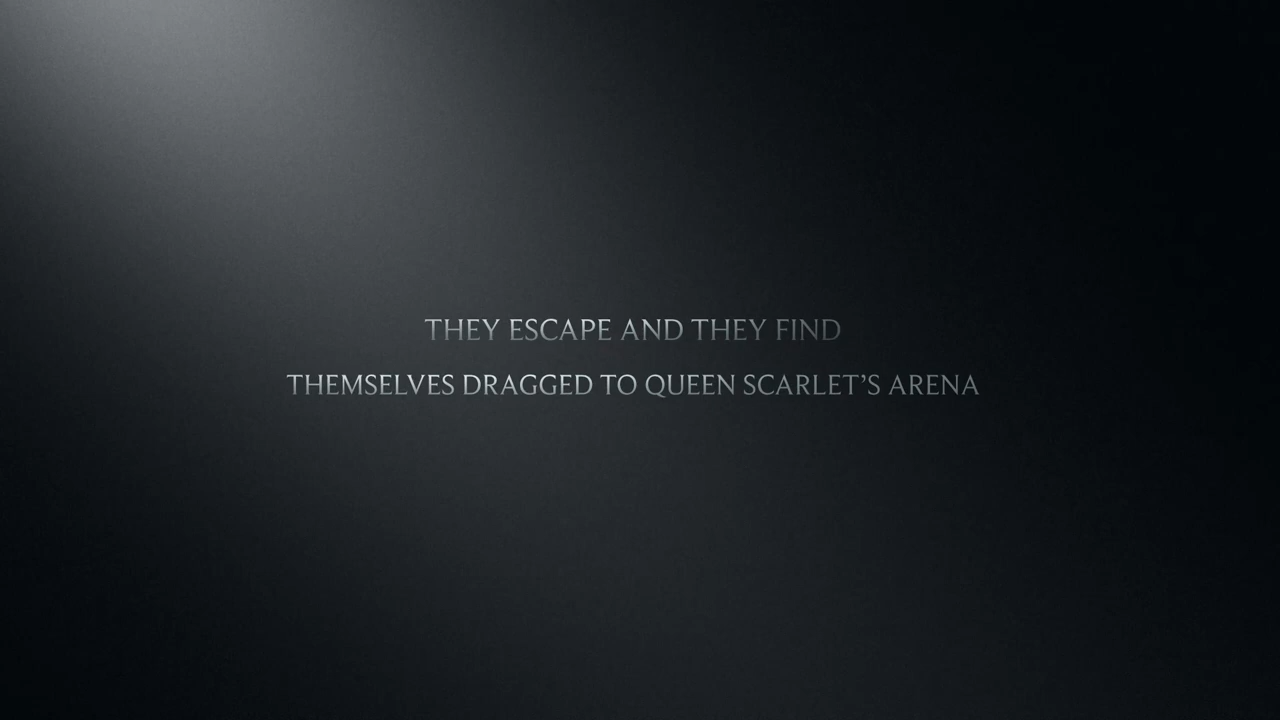 THEY ESCAPE AND THEY FIND
THEMSELVES DRAGGED TO QUEEN SCARLET’S ARENA